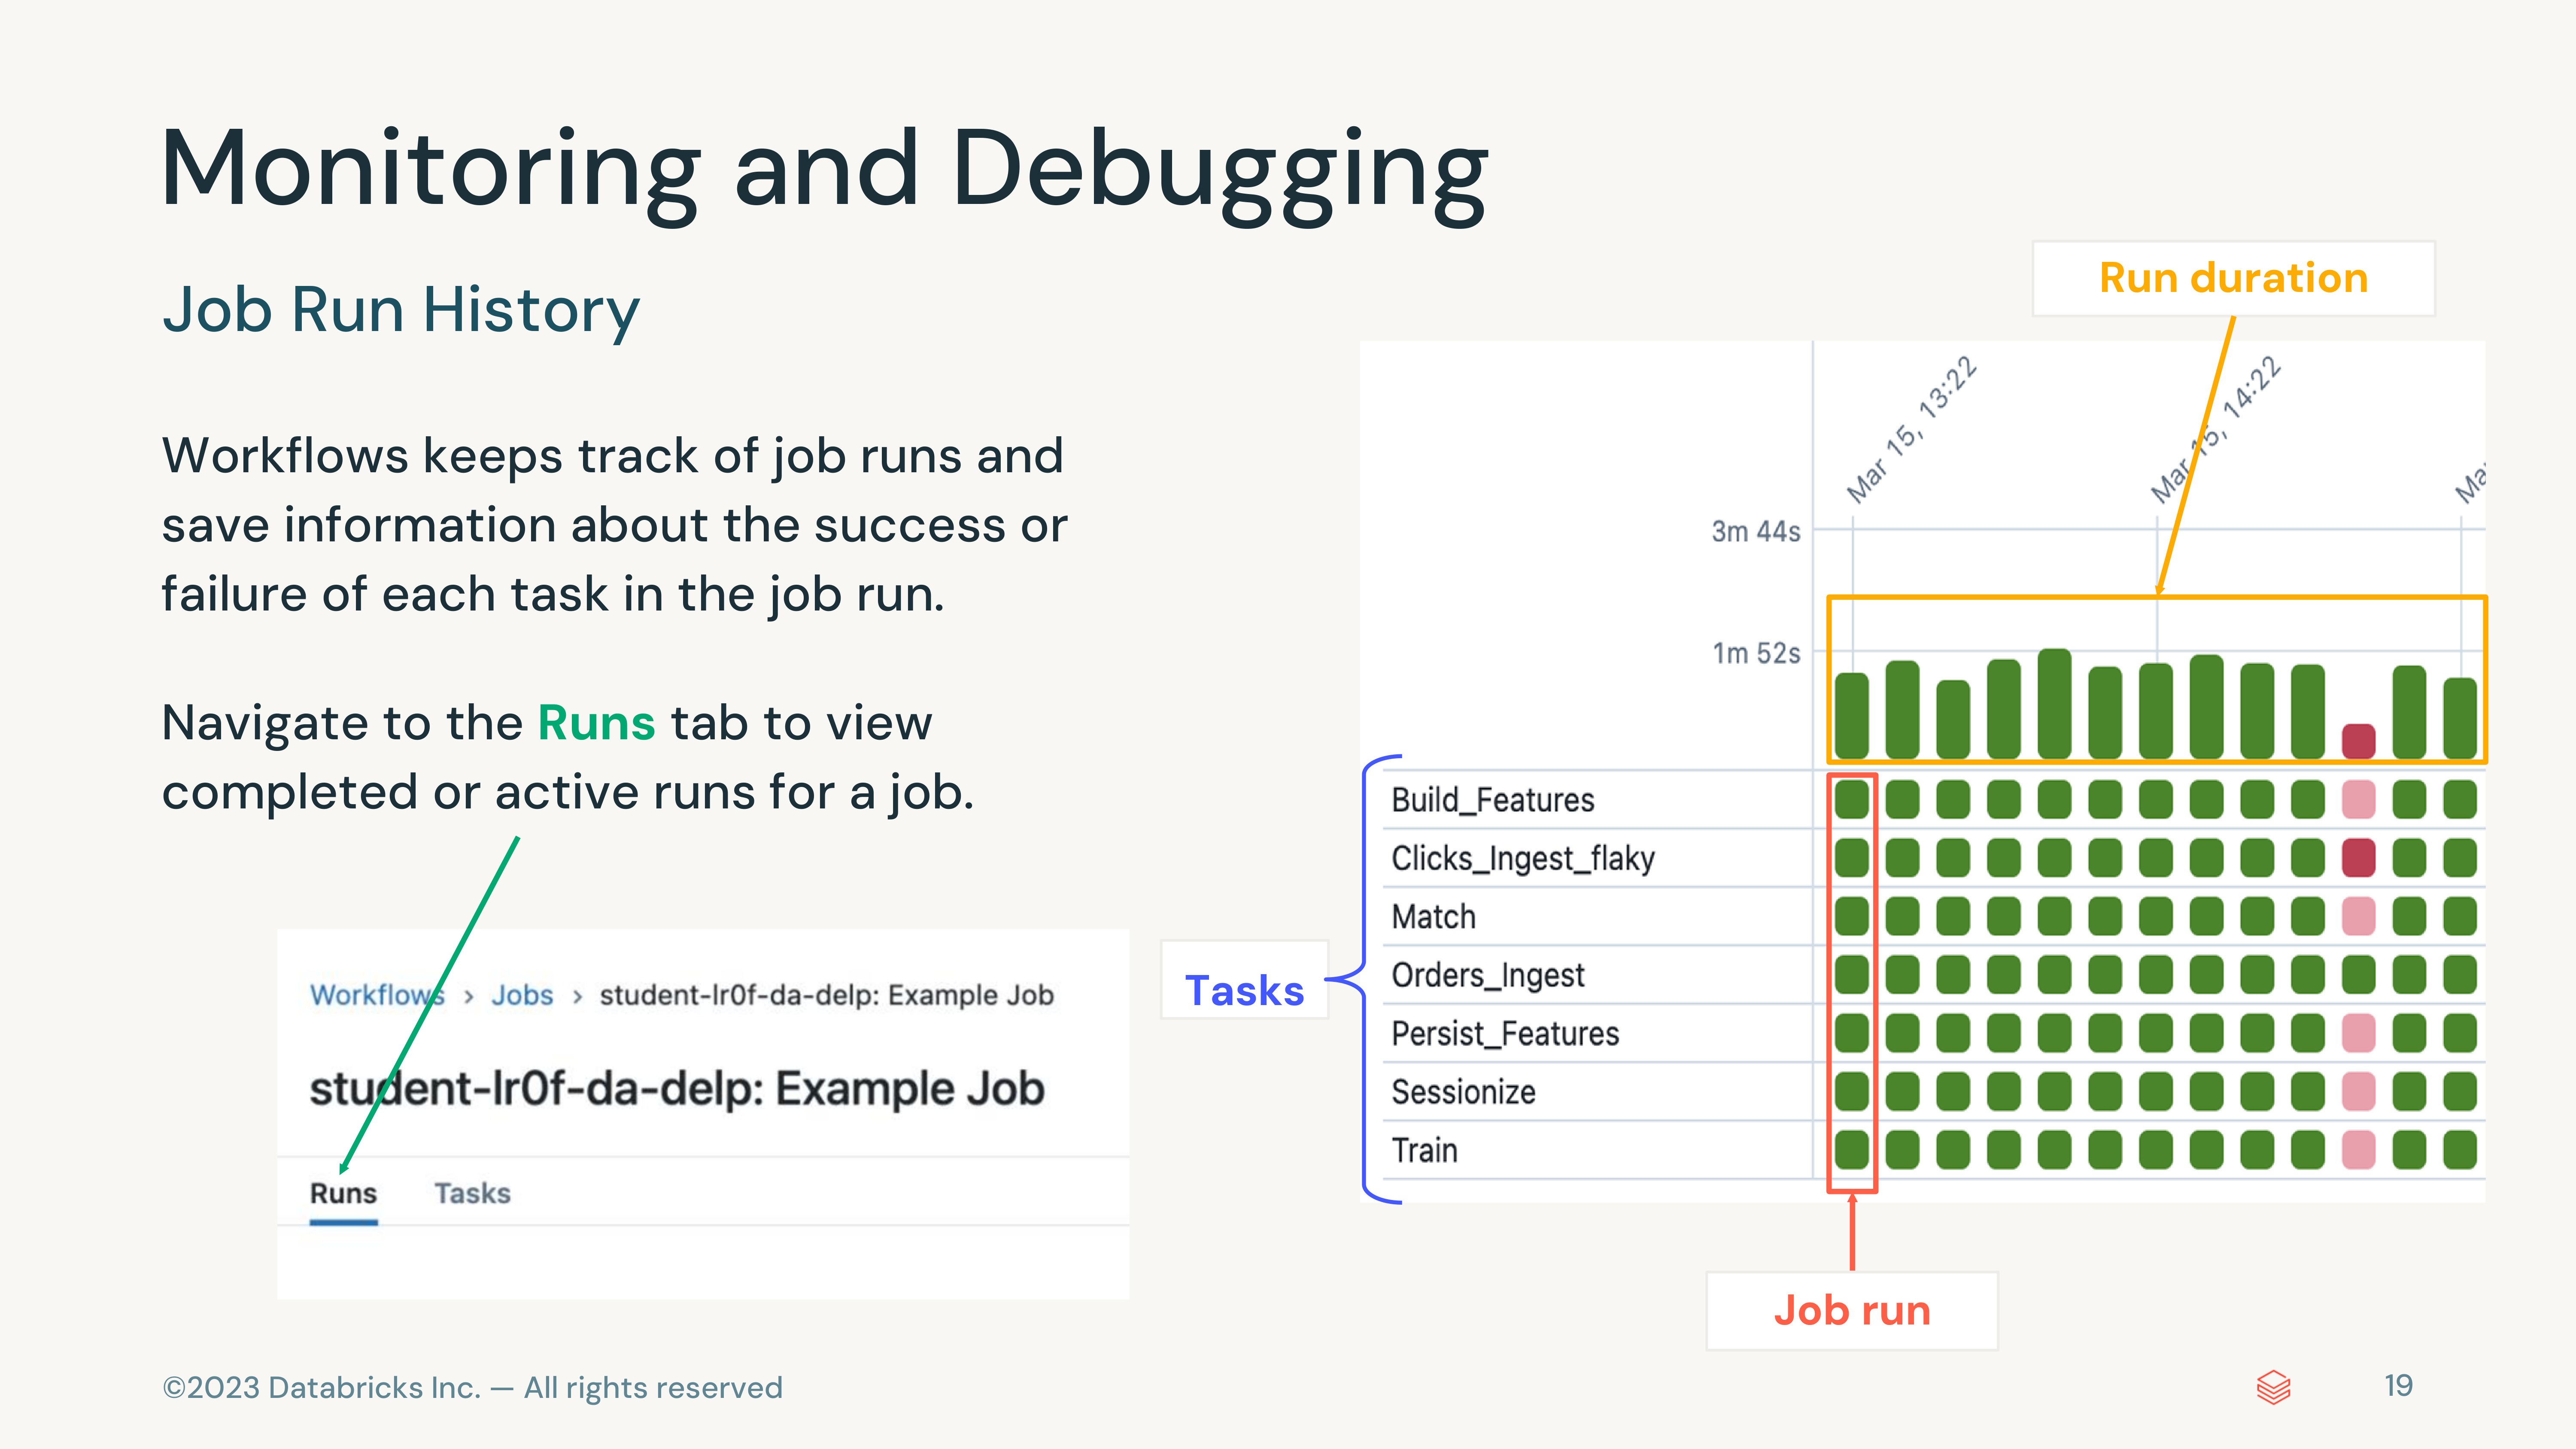 Monitoring and Debugging
Job Run History
Workflows keeps track of job runs and
save information about the success or
failure of each task in the job run.
Navigate to the Runs tab to view
completed or active runs for a job.
Workflows › Jobs › student-lr0f-da-delp: Example Job
student-lr0f-da-delp: Example Job
Runs Tasks
Run duration
Mar 15, 13:22
Mar 15, 14:22
3m 44s
1m 52s
Tasks
Build_Features
Clicks_Ingest_flaky
Match
Orders_Ingest
Persist_Features
Sessionize
Train
Job run
©2023 Databricks Inc. — All rights reserved
19